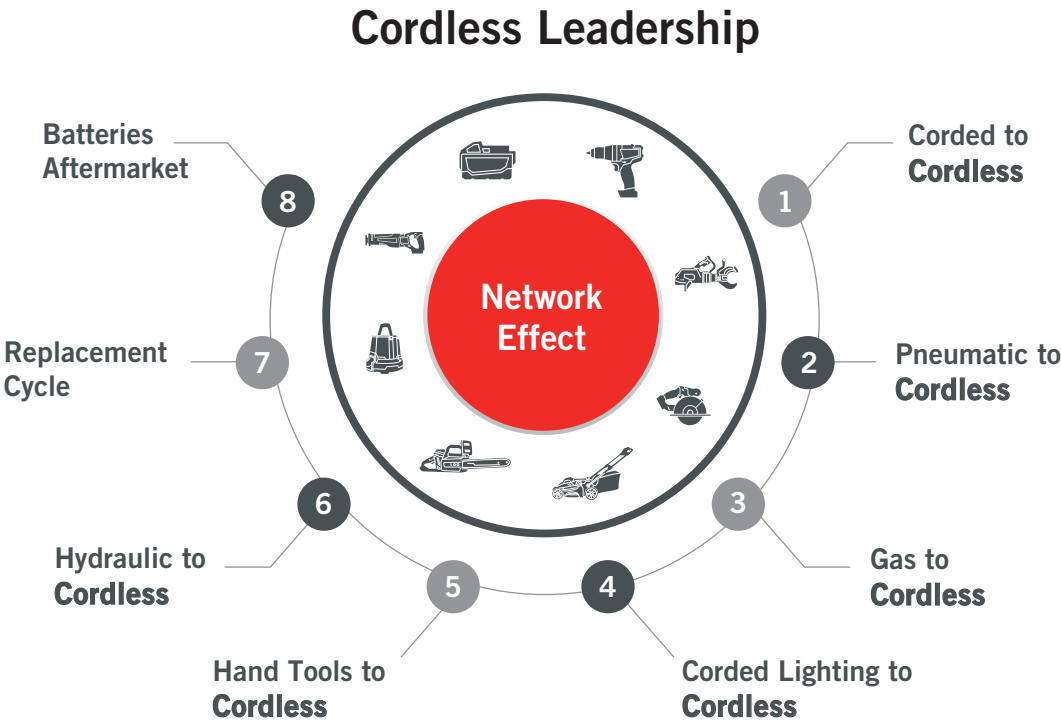 Cordless Leadership
Network
Effect
1
Corded to
Cordless
2
Pneumatic to
Cordless
3
Gas to
Cordless
4
Corded Lighting to
Cordless
5
Hand Tools to
Cordless
6
Hydraulic to
Cordless
7
Replacement
Cycle
8
Batteries
Aftermarket